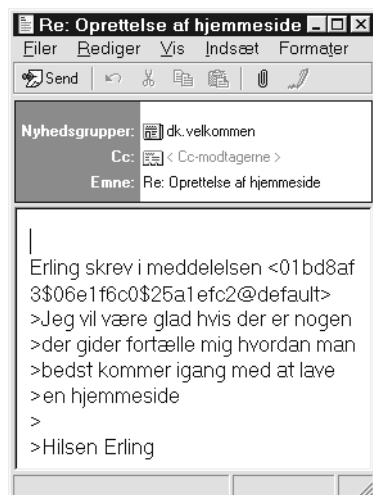 Re: Oprettelse af hjemmeside
Filer Rediger Vis Indsæt Formater
Send
Nyhedsgrupper: dk.velkommen
Cc: < Cc-modtagerne >
Emne: Re: Oprettelse af hjemmeside
Erling skrev i meddelelsen <01bd8af
3$06e1f6c0$25a1efc2@default>
>Jeg vil være glad hvis der er nogen
>der gider fortælle mig hvordan man
>bedst kommer igang med at lave
>en hjemmeside
>
>Hilsen Erling